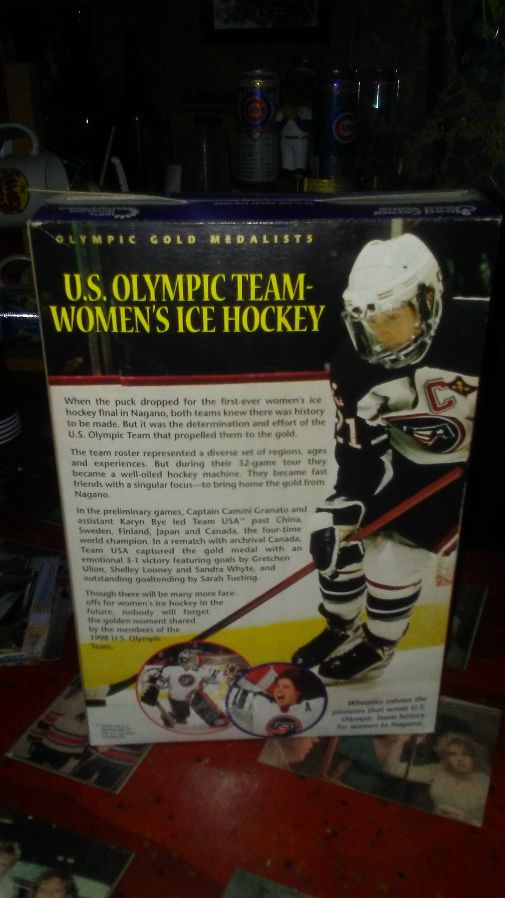 OLYMPIC GOLD MEDALISTS
U.S. OLYMPIC TEAM-
WOMEN'S ICE HOCKEY
When the puck dropped for the first-ever women's ice
hockey final in Nagano, both teams knew there was history
to be made. But it was the determination and effort of the
U.S. Olympic Team that propelled them to the gold.
The team roster represented a diverse set of regions, ages
and experiences. But during their 32-game tour they
became a well-oiled hockey machine. They became fast
friends with a singular focus—to bring home the gold from
Nagano.
In the preliminary games, Captain Cammi Granato and
assistant Karyn Bye led Team USA™ past China,
Sweden, Finland, Japan and Canada, the four-time
world champion. In a rematch with archrival Canada,
Team USA captured the gold medal with an
emotional 3-1 victory featuring goals by Gretchen
Ulion, Shelley Looney and Sandra Whyte, and
outstanding goaltending by Sarah Tueting.
Though there will be many more face-
offs for women's ice hockey in the
future, nobody will forget
the golden moment shared
by the members of the
1998 U.S. Olympic
Team.
C
21
A
Wheaties salutes the
pioneers that wrote U.S.
Olympic Team history
for women in Nagano.